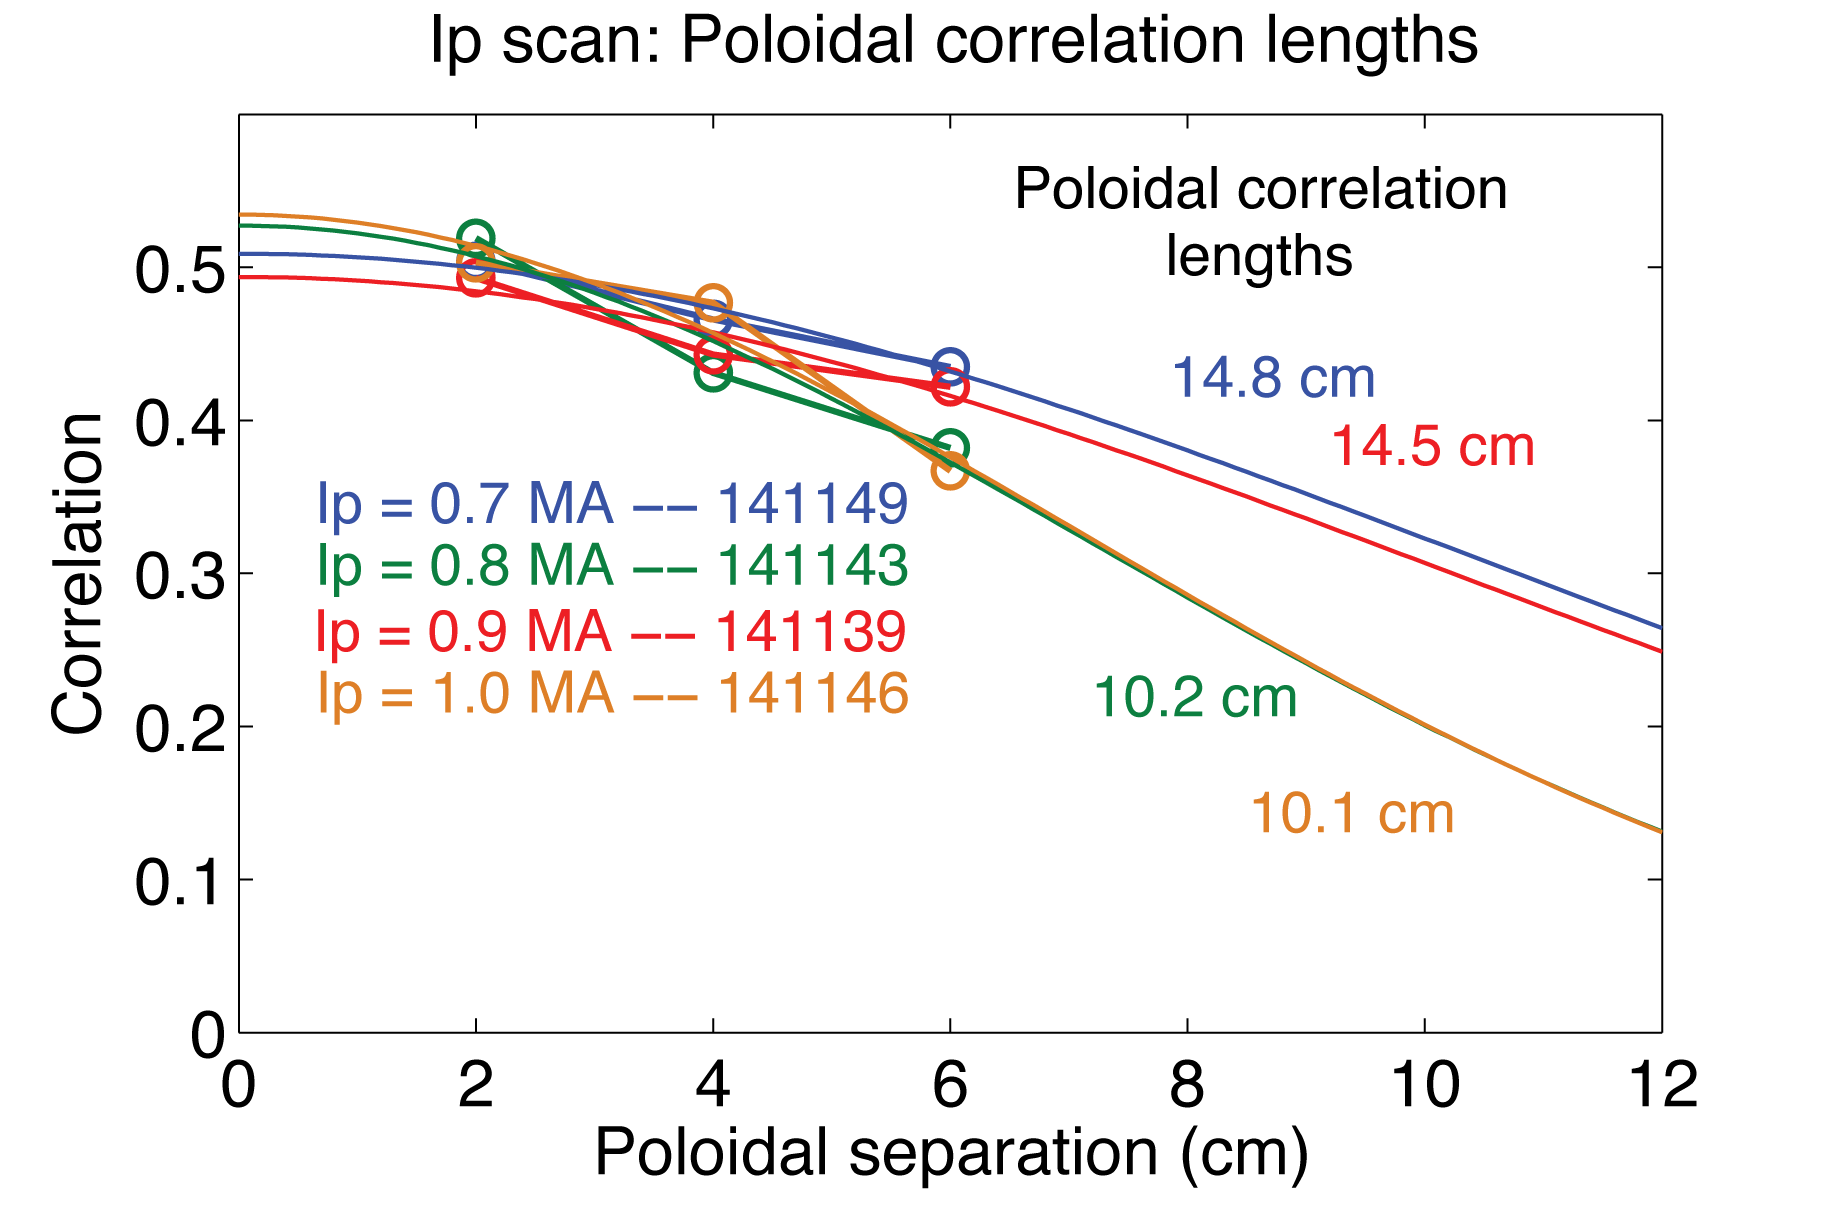 Ip scan: Poloidal correlation lengths
Poloidal correlation
lengths
14.8 cm
14.5 cm
10.2 cm
10.1 cm
Ip = 0.7 MA –– 141149
Ip = 0.8 MA –– 141143
Ip = 0.9 MA –– 141139
Ip = 1.0 MA –– 141146
Correlation
0.5
0.4
0.3
0.2
0.1
0
0 2 4 6 8 10 12
Poloidal separation (cm)